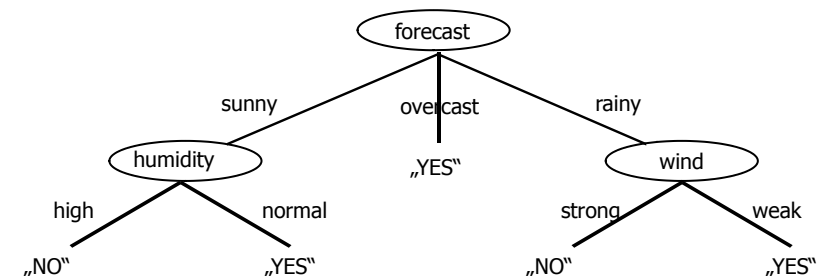 forecast
sunny overcast rainy
humidity „YES“ wind
high normal strong weak
„NO“ „YES“ „NO“ „YES“